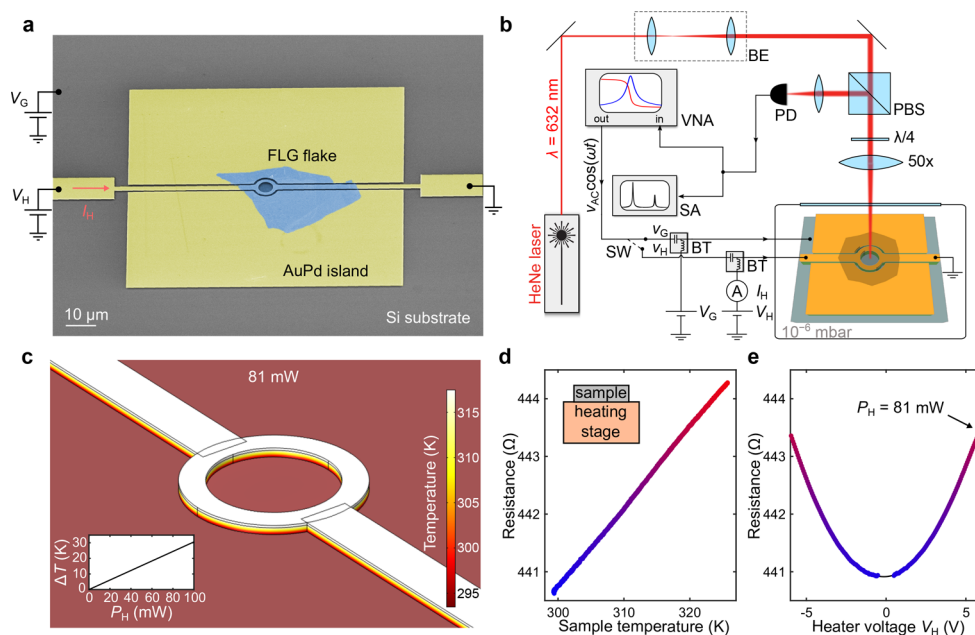 a
V_G
V_H
I_H
FLG flake
AuPd island
10 µm
Si substrate
b
BE
λ = 632 nm
HeNe laser
out
in
VNA
v_AC cos(ωt)
SA
PD
PBS
λ/4
50x
SW
v_G
v_H
BT
BT
A
I_H
V_G
V_H
10⁻⁶ mbar
c
81 mW
Temperature (K)
315
310
305
300
295
ΔT (K)
30
20
10
0
0 20 40 60 80 100
P_H (mW)
d
sample
heating
stage
Resistance (Ω)
444
443
442
441
300 310 320
Sample temperature (K)
e
P_H = 81 mW
Resistance (Ω)
444
443
442
441
-5 0 5
Heater voltage V_H (V)